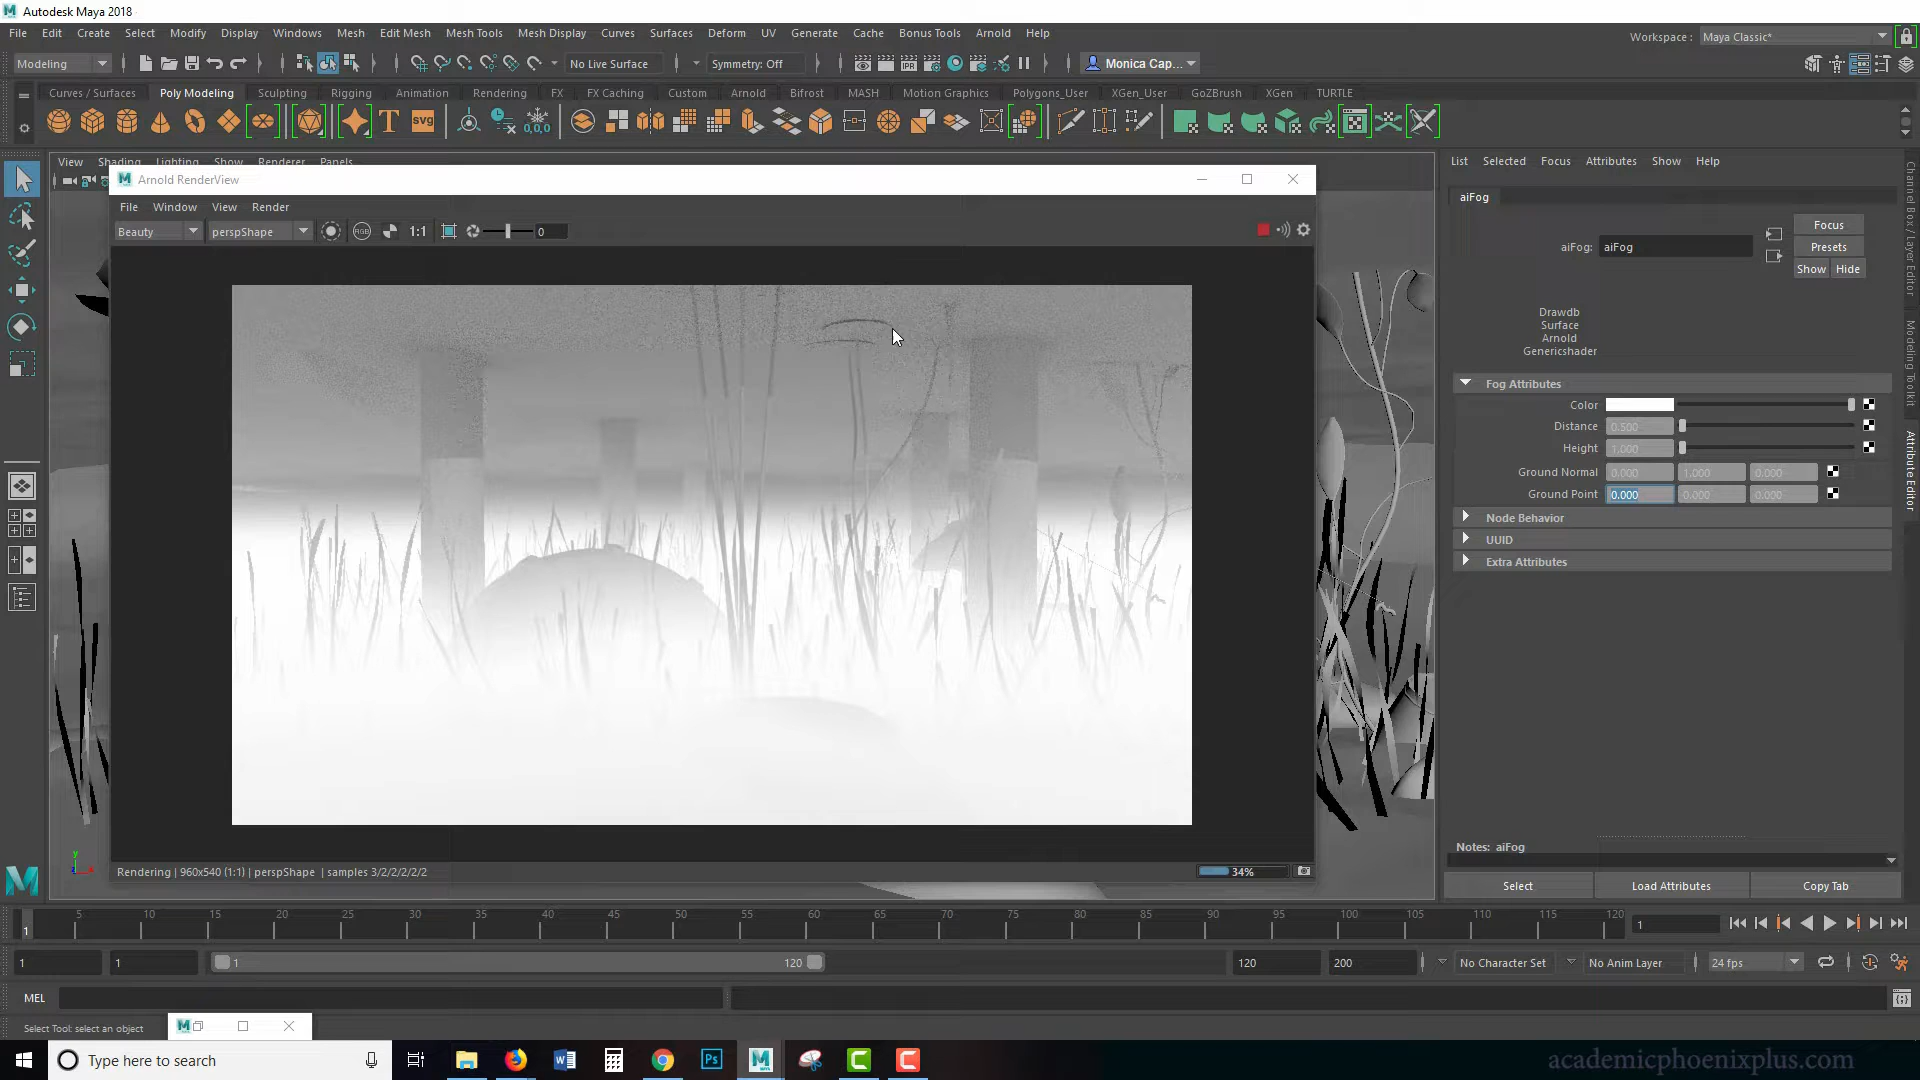 Autodesk Maya 2018
File Edit Create Select Modify Display Windows Mesh Edit Mesh Mesh Tools Mesh Display Curves Surfaces Deform UV Generate Cache Bonus Tools Arnold Help
Workspace : Maya Classic*
Modeling No Live Surface Symmetry: Off Monica Cap...
Curves / Surfaces Poly Modeling Sculpting Rigging Animation Rendering FX FX Caching Custom Arnold Bifrost MASH Motion Graphics Polygons_User XGen_User GoZBrush XGen TURTLE
View Shading Lighting Show Renderer Panels
List Selected Focus Attributes Show Help
Arnold RenderView
File Window View Render
Beauty perspShape 1:1 0
aiFog
aiFog: aiFog
Focus
Presets
Show Hide
Drawdb
Surface
Arnold
Genericshader
Fog Attributes
Color
Distance 0.500
Height 1.000
Ground Normal 0.000 1.000 0.000
Ground Point 0.000 0.000 0.000
Node Behavior
UUID
Extra Attributes
Channel Box / Layer Editor
Modeling Toolkit
Attribute Editor
Notes: aiFog
Rendering | 960x540 (1:1) | perspShape | samples 3/2/2/2/2/2
34%
Select Load Attributes Copy Tab
5 10 15 20 25 30 35 40 45 50 55 60 65 70 75 80 85 90 95 100 105 110 115 120
1 1
1 1 1 120 120 200 No Character Set No Anim Layer 24 fps
MEL
Select Tool: select an object
Type here to search
academicphoenixplus.com